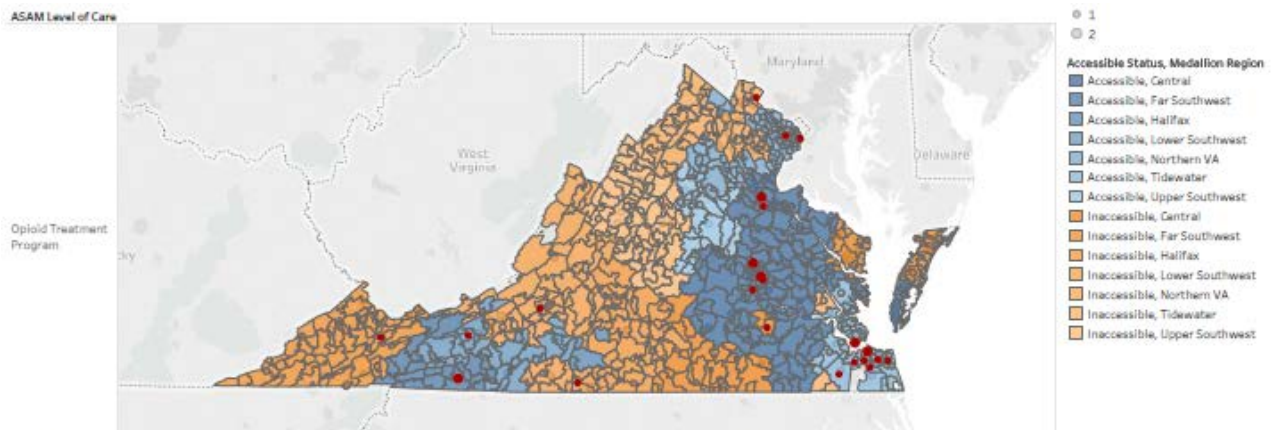 ASAM Level of Care
1
2
Accessible Status, Medallion Region
Accessible, Central
Accessible, Far Southwest
Accessible, Halifax
Accessible, Lower Southwest
Accessible, Northern VA
Accessible, Tidewater
Accessible, Upper Southwest
Inaccessible, Central
Inaccessible, Far Southwest
Inaccessible, Halifax
Inaccessible, Lower Southwest
Inaccessible, Northern VA
Inaccessible, Tidewater
Inaccessible, Upper Southwest
Maryland
West
Virginia
Delaware
Opioid Treatment
Program
ky